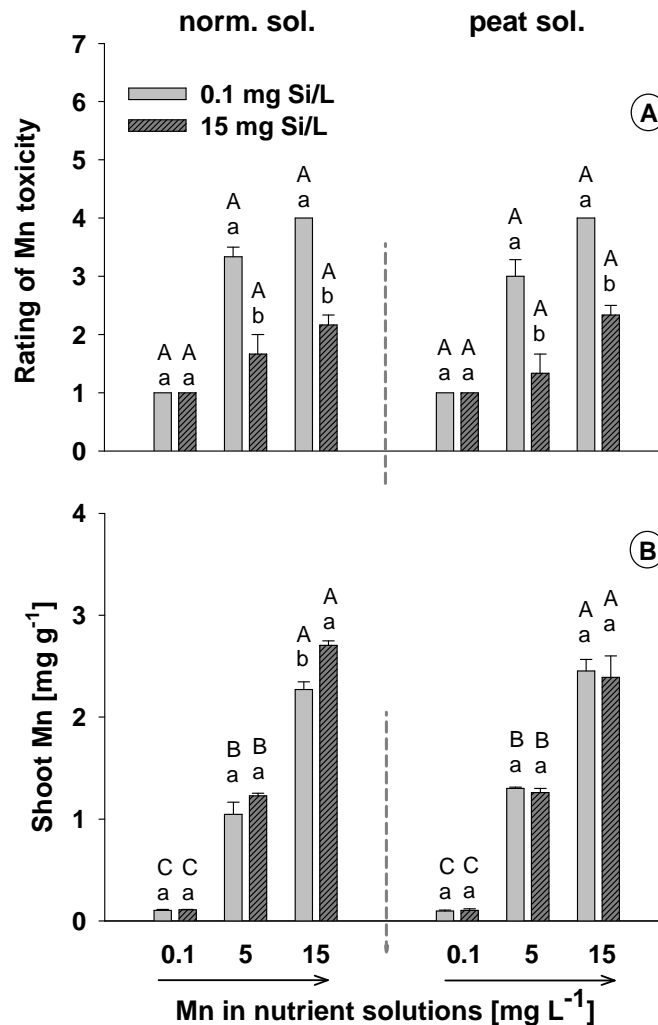 norm. sol. peat sol.
7
0.1 mg Si/L
15 mg Si/L
A
6
5
4
3
2
1
0
Rating of Mn toxicity
A A A A A A A A A A A A
a a a b a b a a a b a b
4
B
3
2
1
0
Shoot Mn [mg g-1]
C C B B A A C C B B A A
a a a a b a a a a a a a
0.1 5 15 0.1 5 15
Mn in nutrient solutions [mg L-1]